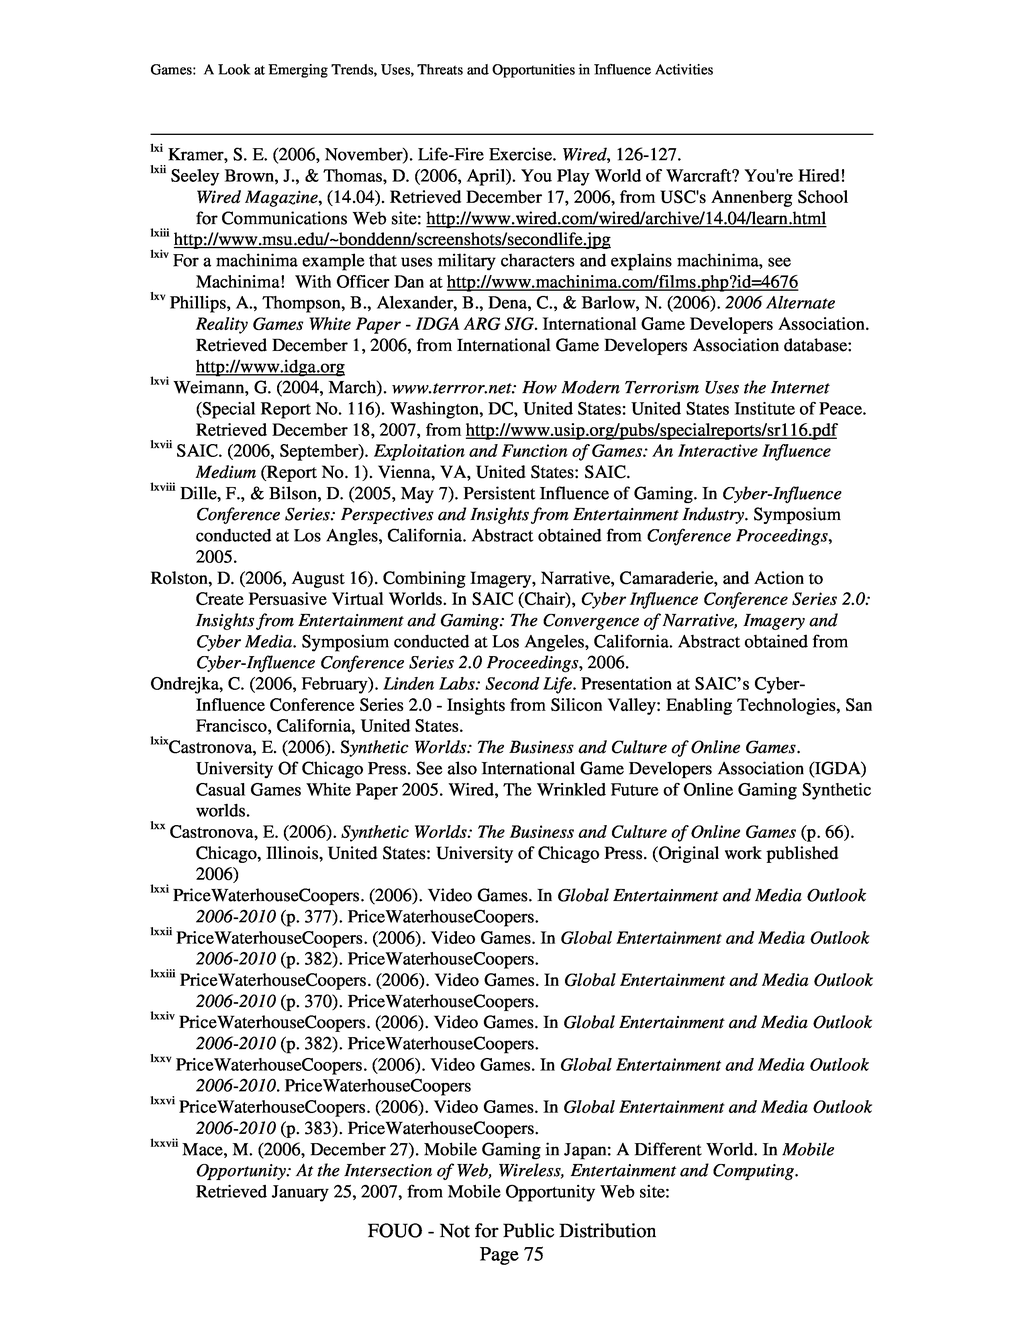 Games: A Look at Emerging Trends, Uses, Threats and Opportunities in Influence Activities
lxi Kramer, S. E. (2006, November). Life-Fire Exercise. Wired, 126-127.
lxii Seeley Brown, J., & Thomas, D. (2006, April). You Play World of Warcraft? You're Hired!
Wired Magazine, (14.04). Retrieved December 17, 2006, from USC's Annenberg School
for Communications Web site: http://www.wired.com/wired/archive/14.04/learn.html
lxiii http://www.msu.edu/~bonddenn/screenshots/secondlife.jpg
lxiv For a machinima example that uses military characters and explains machinima, see
Machinima! With Officer Dan at http://www.machinima.com/films.php?id=4676
lxv Phillips, A., Thompson, B., Alexander, B., Dena, C., & Barlow, N. (2006). 2006 Alternate
Reality Games White Paper - IDGA ARG SIG. International Game Developers Association.
Retrieved December 1, 2006, from International Game Developers Association database:
http://www.idga.org
lxvi Weimann, G. (2004, March). www.terrror.net: How Modern Terrorism Uses the Internet
(Special Report No. 116). Washington, DC, United States: United States Institute of Peace.
Retrieved December 18, 2007, from http://www.usip.org/pubs/specialreports/sr116.pdf
lxvii SAIC. (2006, September). Exploitation and Function of Games: An Interactive Influence
Medium (Report No. 1). Vienna, VA, United States: SAIC.
lxviii Dille, F., & Bilson, D. (2005, May 7). Persistent Influence of Gaming. In Cyber-Influence
Conference Series: Perspectives and Insights from Entertainment Industry. Symposium
conducted at Los Angles, California. Abstract obtained from Conference Proceedings,
2005.
Rolston, D. (2006, August 16). Combining Imagery, Narrative, Camaraderie, and Action to
Create Persuasive Virtual Worlds. In SAIC (Chair), Cyber Influence Conference Series 2.0:
Insights from Entertainment and Gaming: The Convergence of Narrative, Imagery and
Cyber Media. Symposium conducted at Los Angeles, California. Abstract obtained from
Cyber-Influence Conference Series 2.0 Proceedings, 2006.
Ondrejka, C. (2006, February). Linden Labs: Second Life. Presentation at SAIC’s Cyber-
Influence Conference Series 2.0 - Insights from Silicon Valley: Enabling Technologies, San
Francisco, California, United States.
lxixCastronova, E. (2006). Synthetic Worlds: The Business and Culture of Online Games.
University Of Chicago Press. See also International Game Developers Association (IGDA)
Casual Games White Paper 2005. Wired, The Wrinkled Future of Online Gaming Synthetic
worlds.
lxx Castronova, E. (2006). Synthetic Worlds: The Business and Culture of Online Games (p. 66).
Chicago, Illinois, United States: University of Chicago Press. (Original work published
2006)
lxxi PriceWaterhouseCoopers. (2006). Video Games. In Global Entertainment and Media Outlook
2006-2010 (p. 377). PriceWaterhouseCoopers.
lxxii PriceWaterhouseCoopers. (2006). Video Games. In Global Entertainment and Media Outlook
2006-2010 (p. 382). PriceWaterhouseCoopers.
lxxiii PriceWaterhouseCoopers. (2006). Video Games. In Global Entertainment and Media Outlook
2006-2010 (p. 370). PriceWaterhouseCoopers.
lxxiv PriceWaterhouseCoopers. (2006). Video Games. In Global Entertainment and Media Outlook
2006-2010 (p. 382). PriceWaterhouseCoopers.
lxxv PriceWaterhouseCoopers. (2006). Video Games. In Global Entertainment and Media Outlook
2006-2010. PriceWaterhouseCoopers
lxxvi PriceWaterhouseCoopers. (2006). Video Games. In Global Entertainment and Media Outlook
2006-2010 (p. 383). PriceWaterhouseCoopers.
lxxvii Mace, M. (2006, December 27). Mobile Gaming in Japan: A Different World. In Mobile
Opportunity: At the Intersection of Web, Wireless, Entertainment and Computing.
Retrieved January 25, 2007, from Mobile Opportunity Web site:
FOUO - Not for Public Distribution
Page 75